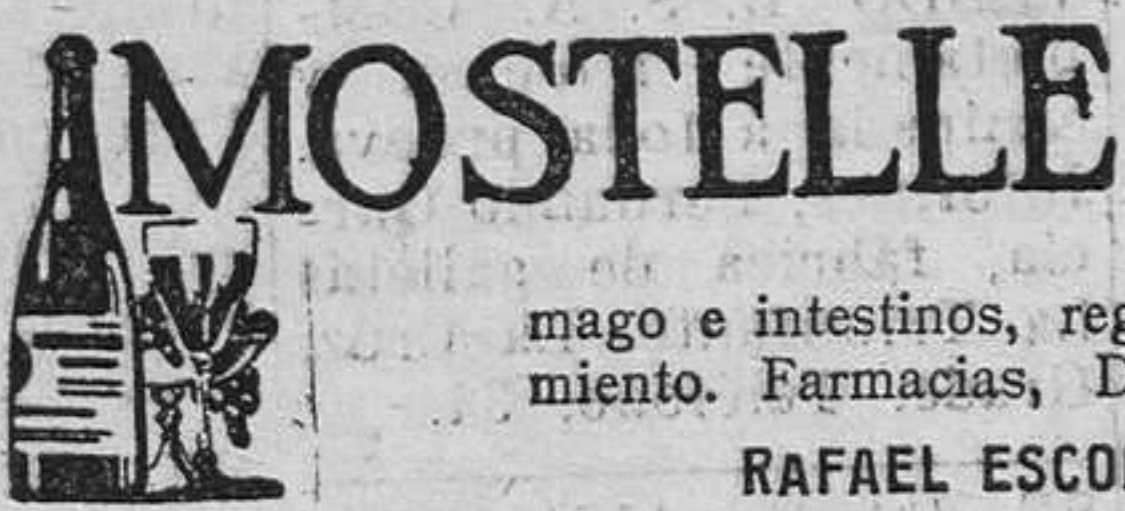 MOSTELLE
mago e intestinos, reg
miento. Farmacias, D
RAFAEL ESCO